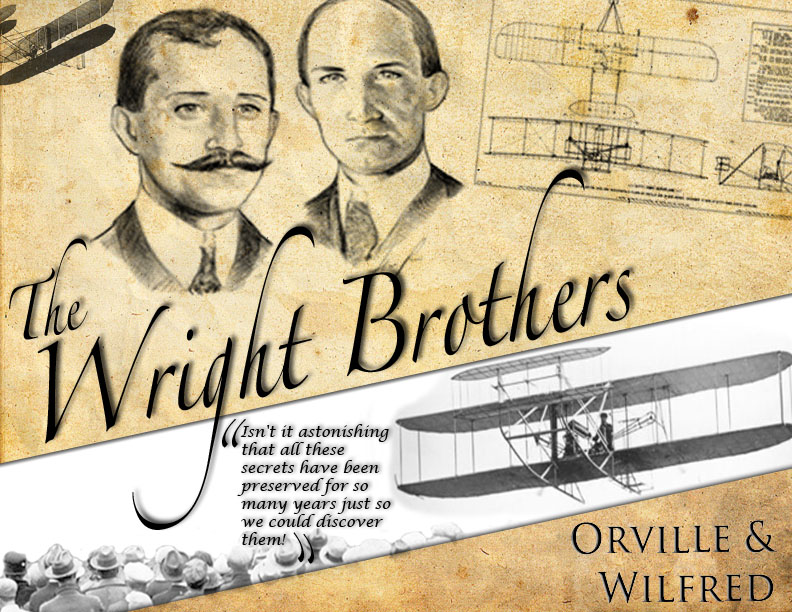 The
Wright Brothers
“Isn't it astonishing
that all these
secrets have been
preserved for so
many years just so
we could discover
them!”
ORVILLE &
WILFRED